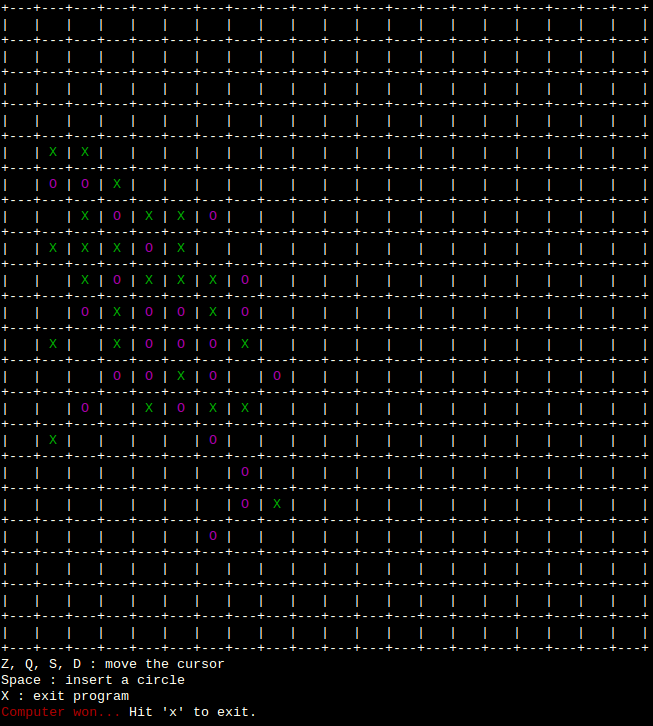 X X
O O X
X O X X O
X X X O X
X O X X X O
O X O O X O
X X O O O X
O O X O O
O X O X X
X O
O
O X
O
Z, Q, S, D : move the cursor
Space : insert a circle
X : exit program
Computer won... Hit 'x' to exit.